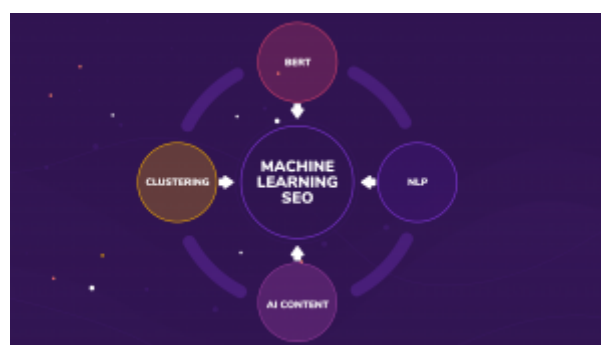 BERT
CLUSTERING
MACHINE
LEARNING
SEO
NLP
AI CONTENT